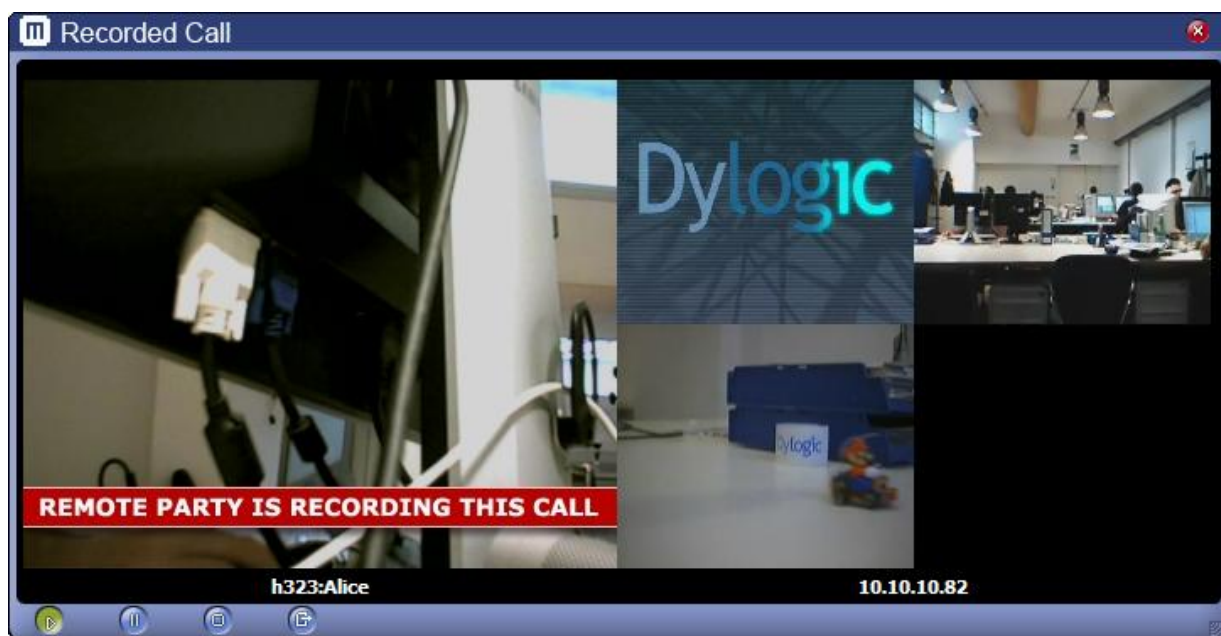 Recorded Call
Dylogic
Dylogic
REMOTE PARTY IS RECORDING THIS CALL
h323:Alice
10.10.10.82